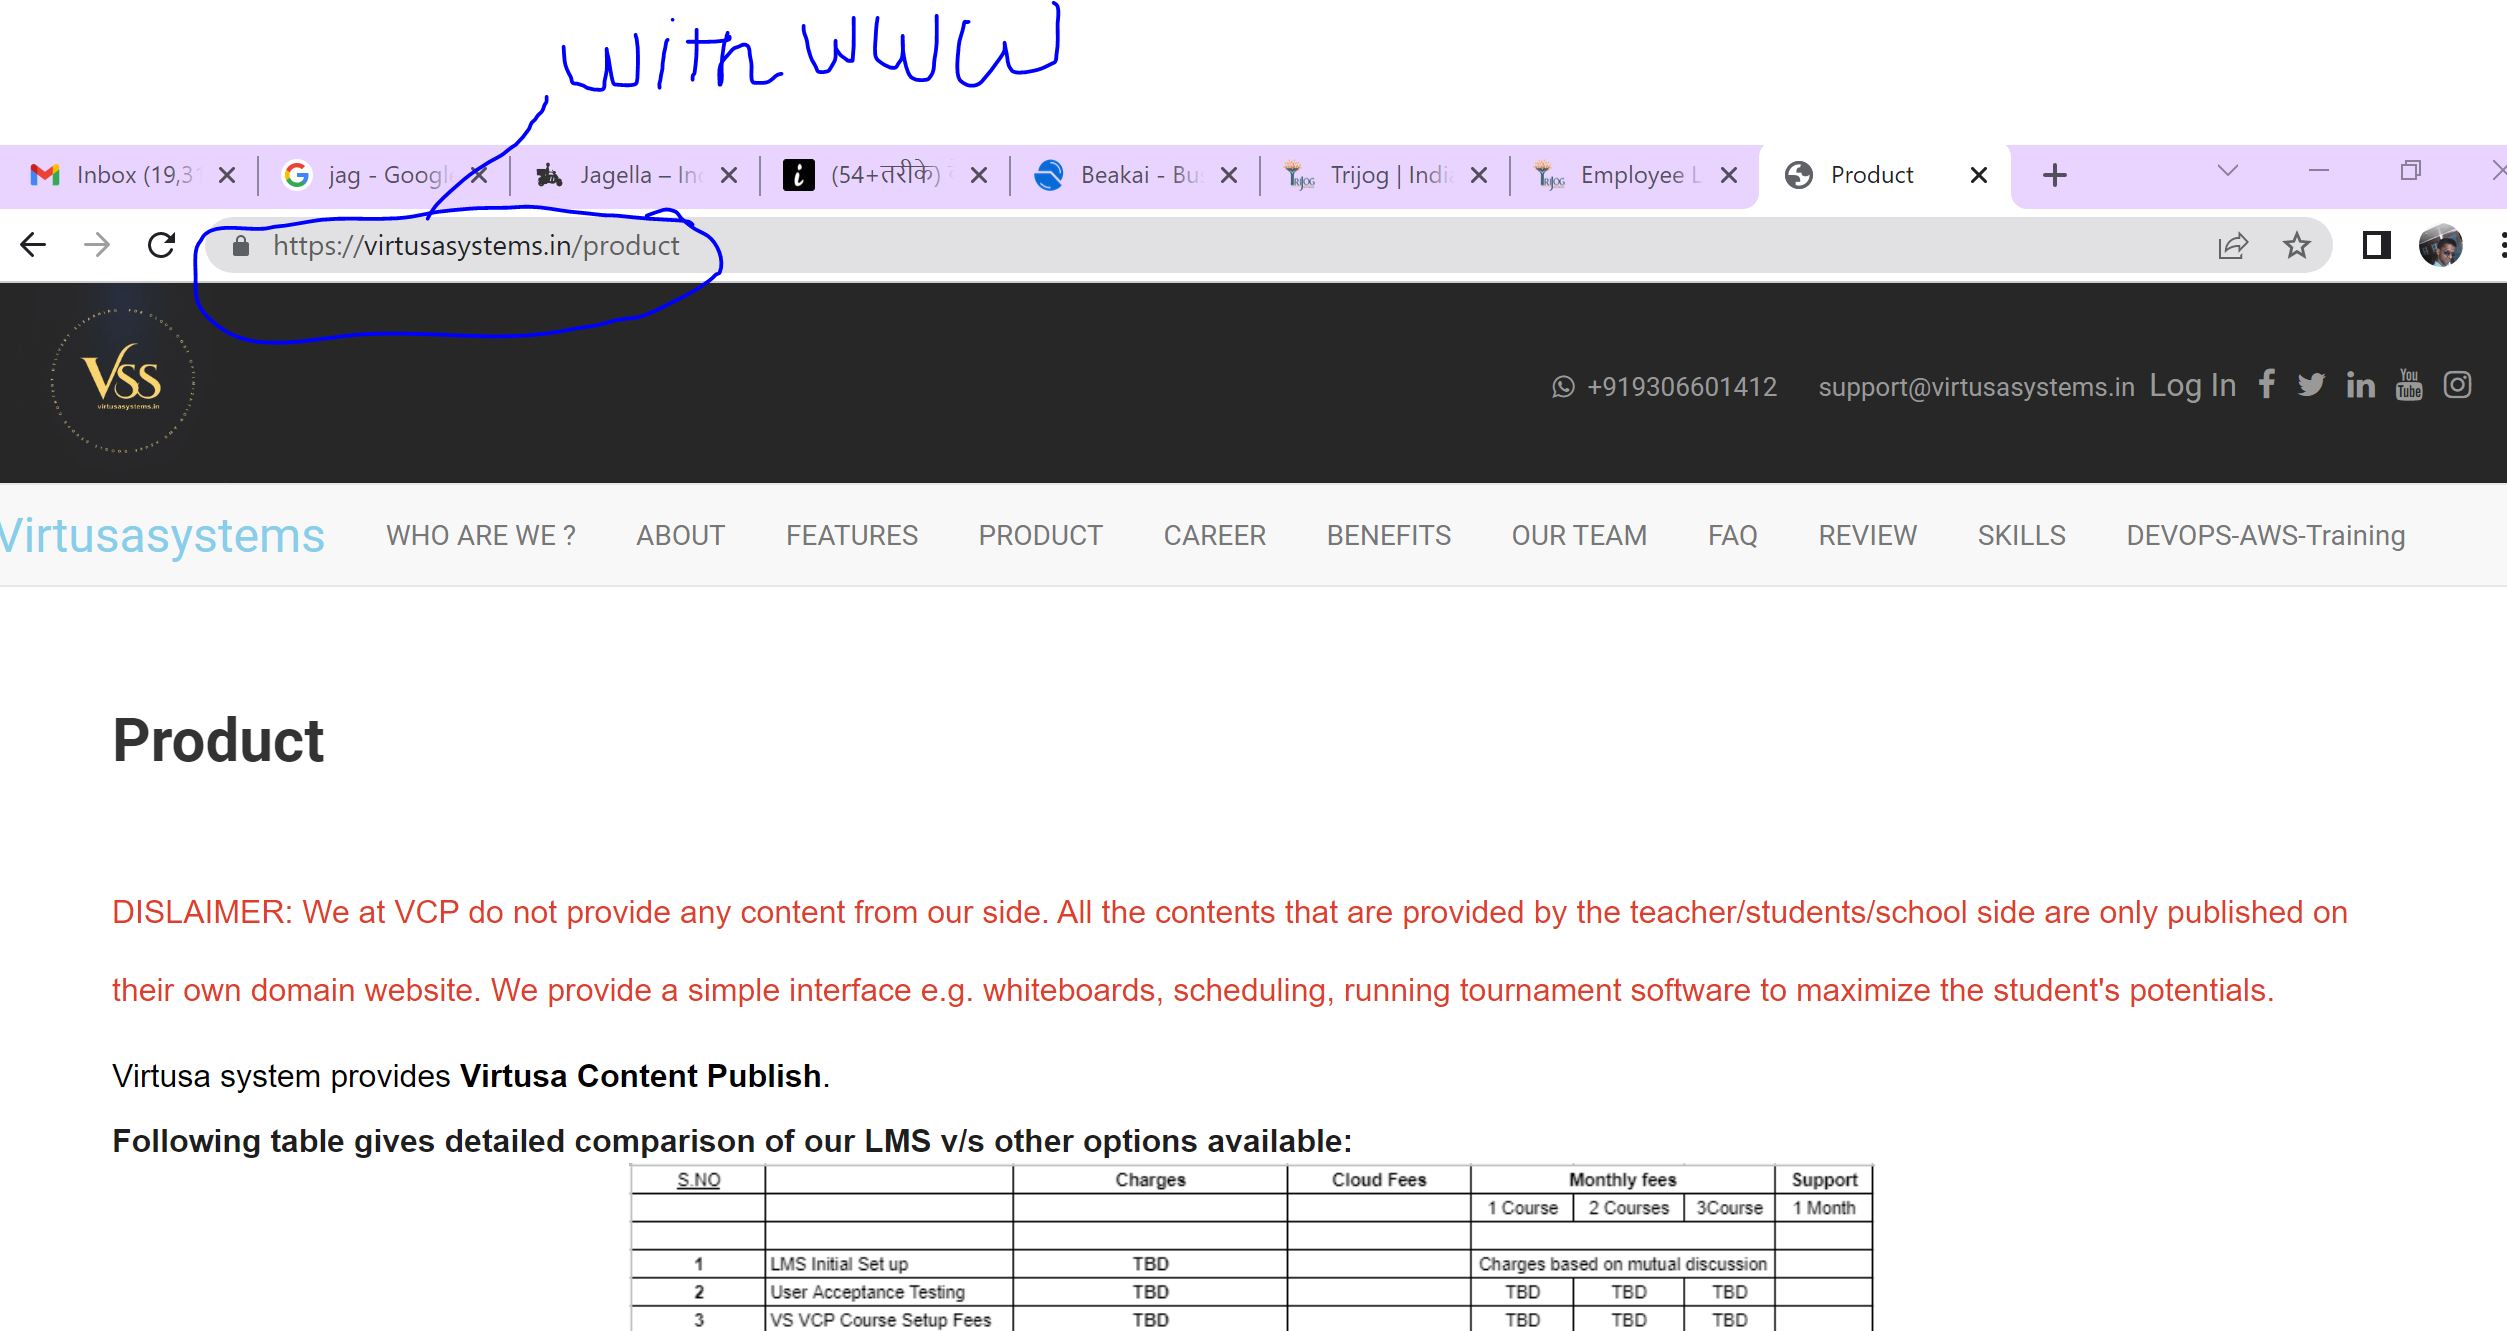 with WWW
Inbox (19,3 jag - Googl Jagella – In (54+तरीके) Beakai - Bu Trijog | Indi Employee L Product
https://virtusasystems.in/product
VSS
virtusasystems.in
+919306601412 support@virtusasystems.in Log In You Tube
Virtusasystems WHO ARE WE ? ABOUT FEATURES PRODUCT CAREER BENEFITS OUR TEAM FAQ REVIEW SKILLS DEVOPS-AWS-Training
Product
DISLAIMER: We at VCP do not provide any content from our side. All the contents that are provided by the teacher/students/school side are only published on
their own domain website. We provide a simple interface e.g. whiteboards, scheduling, running tournament software to maximize the student's potentials.
Virtusa system provides Virtusa Content Publish.
Following table gives detailed comparison of our LMS v/s other options available:
S.NO Charges Cloud Fees Monthly fees Support
1 Course 2 Courses 3Course 1 Month
1 LMS Initial Set up TBD Charges based on mutual discussion
2 User Acceptance Testing TBD TBD TBD TBD
3 VS VCP Course Setup Fees TBD TBD TBD TBD